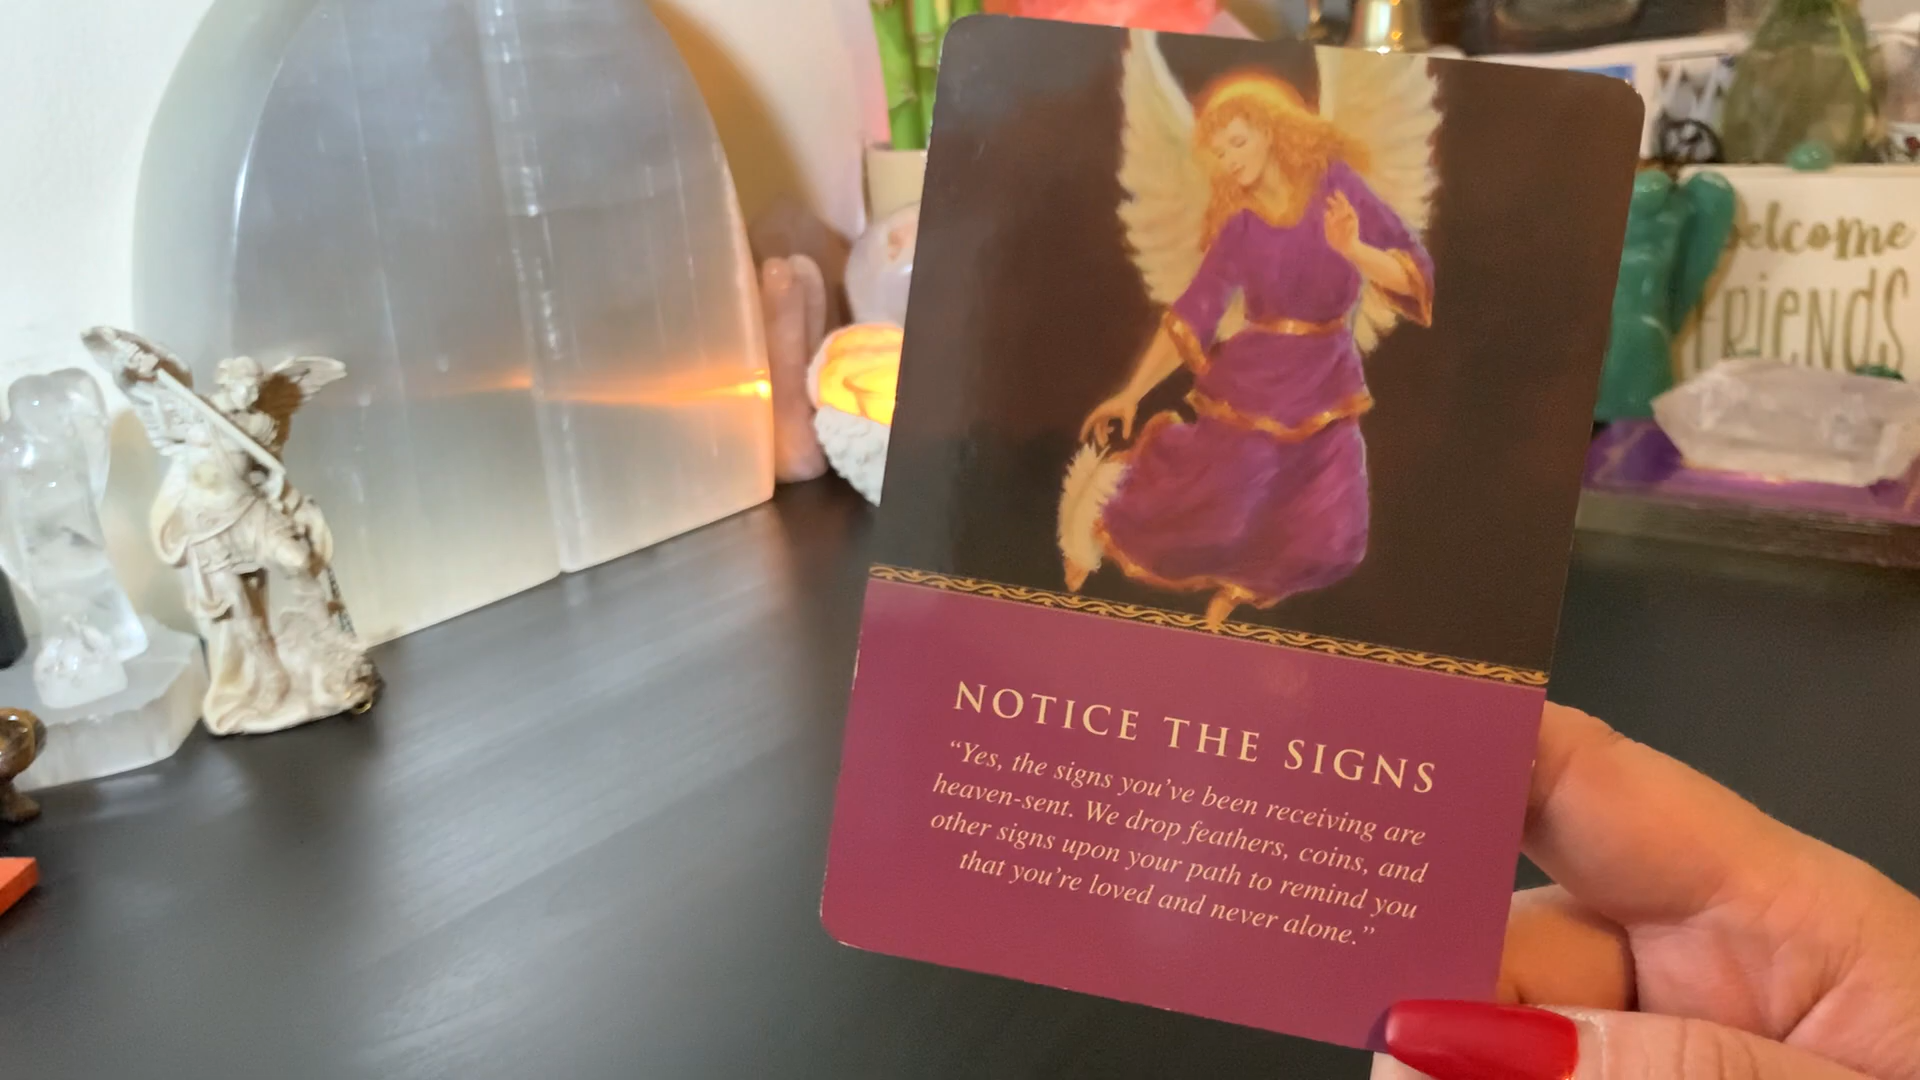 elcome
FRIENDS
NOTICE THE SIGNS
“Yes, the signs you’ve been receiving are
heaven-sent. We drop feathers, coins, and
other signs upon your path to remind you
that you’re loved and never alone.”